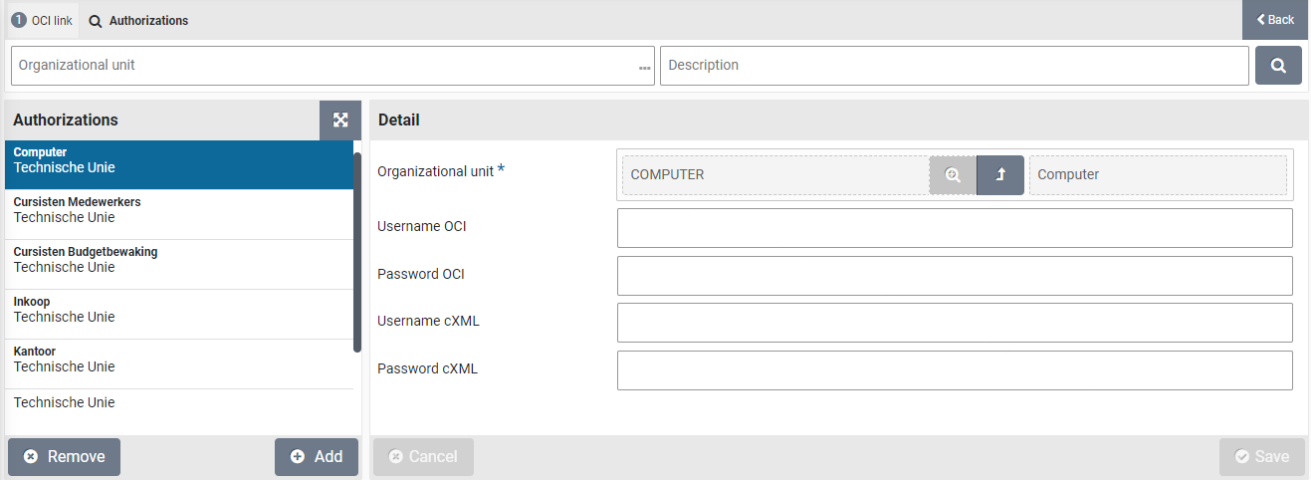 1 OCI link Authorizations Back
Organizational unit ... Description
Authorizations
Computer
Technische Unie
Cursisten Medewerkers
Technische Unie
Cursisten Budgetbewaking
Technische Unie
Inkoop
Technische Unie
Kantoor
Technische Unie
Technische Unie
Remove Add
Detail
Organizational unit * COMPUTER Computer
Username OCI
Password OCI
Username cXML
Password cXML
Cancel Save